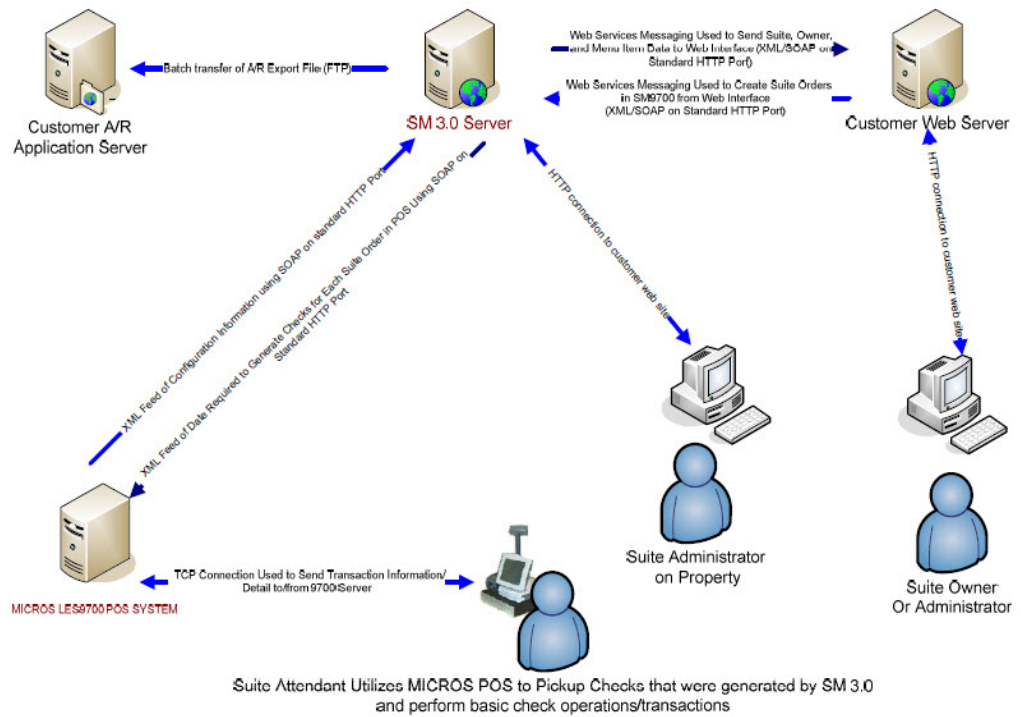 Web Services Messaging Used to Send Suite, Owner,
and Menu Item Data to Web Interface (XML/SOAP on
Standard HTTP Port)
Batch transfer of A/R Export File (FTP)
Web Services Messaging Used to Create Suite Orders
in SM9700 from Web Interface
(XML/SOAP on Standard HTTP Port)
Customer A/R
Application Server
SM 3.0 Server
Customer Web Server
XML Feed of Configuration Information using SOAP on standard HTTP Port
XML Feed of Date Required to Generate Checks for Each Suite Order in POS Using SOAP on
Standard HTTP Port
HTTP connection to customer web site
HTTP connection to customer web site
Suite Administrator
on Property
Suite Owner
Or Administrator
TCP Connection Used to Send Transaction Information/
Detail to/from 9700 Server
MICROS LES9700 POS SYSTEM
Suite Attendant Utilizes MICROS POS to Pickup Checks that were generated by SM 3.0
and perform basic check operations/transactions